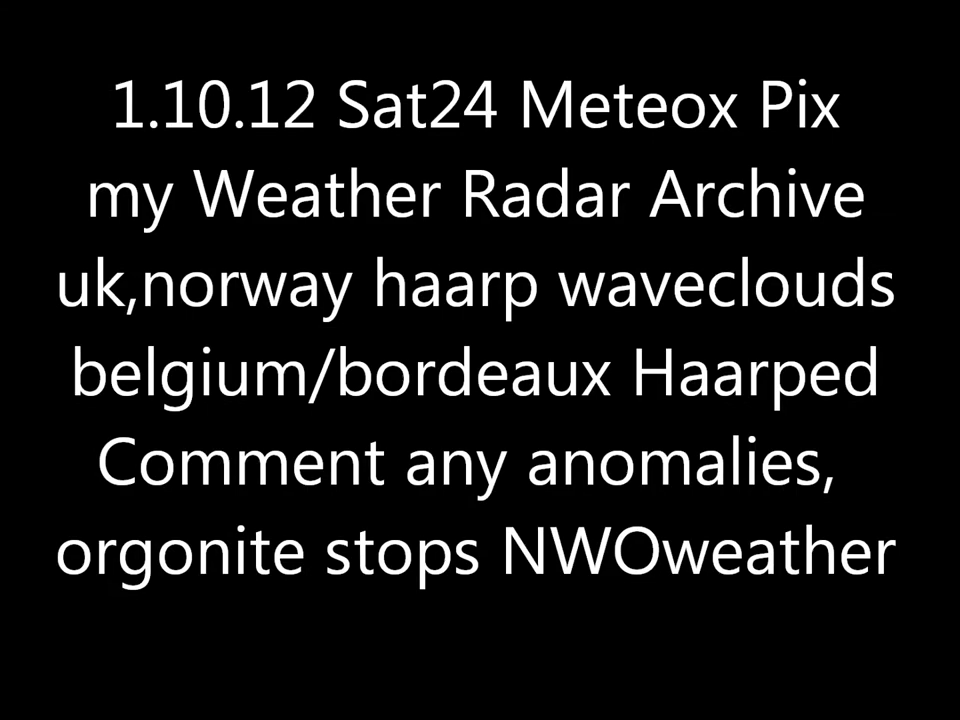 1.10.12 Sat24 Meteox Pix
my Weather Radar Archive
uk,norway haarp waveclouds
belgium/bordeaux Haarped
Comment any anomalies,
orgonite stops NWOweather